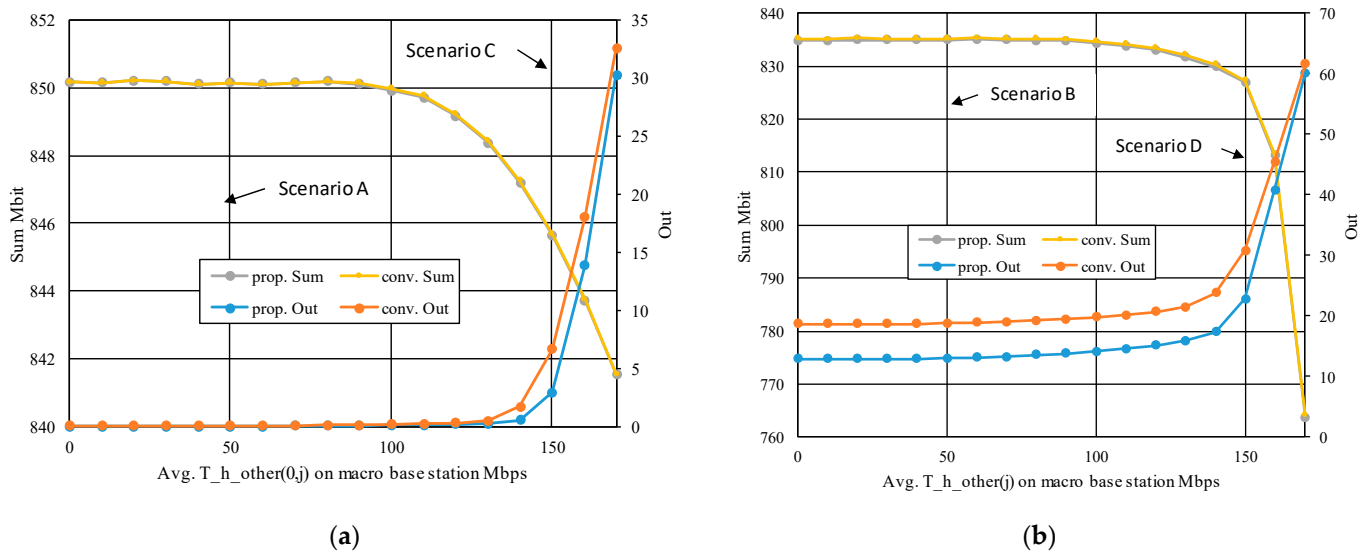 852
850
848
846
844
842
840
35
30
25
20
15
10
5
0
0
50
100
150
Sum Mbit
Out
Scenario C
Scenario A
prop. Sum
conv. Sum
prop. Out
conv. Out
Avg. T_h_other(0,j) on macro base station Mbps
(a)
840
830
820
810
800
790
780
770
760
70
60
50
40
30
20
10
0
0
50
100
150
Sum Mbit
Out
Scenario B
Scenario D
prop. Sum
conv. Sum
prop. Out
conv. Out
Avg. T_h_other(j) on macro base station Mbps
(b)